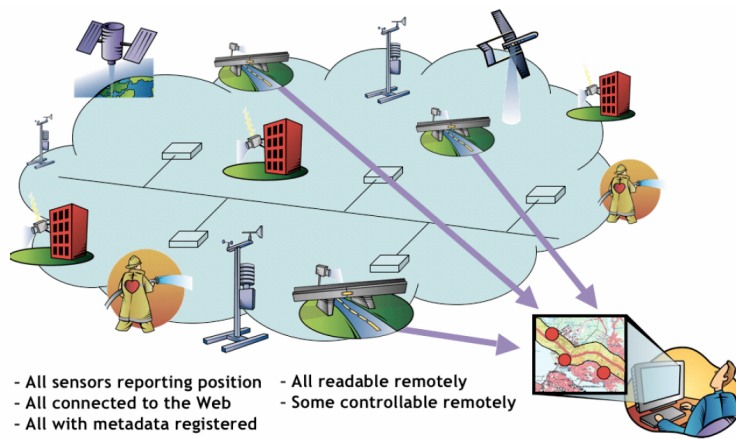 - All sensors reporting position
- All connected to the Web
- All with metadata registered
- All readable remotely
- Some controllable remotely